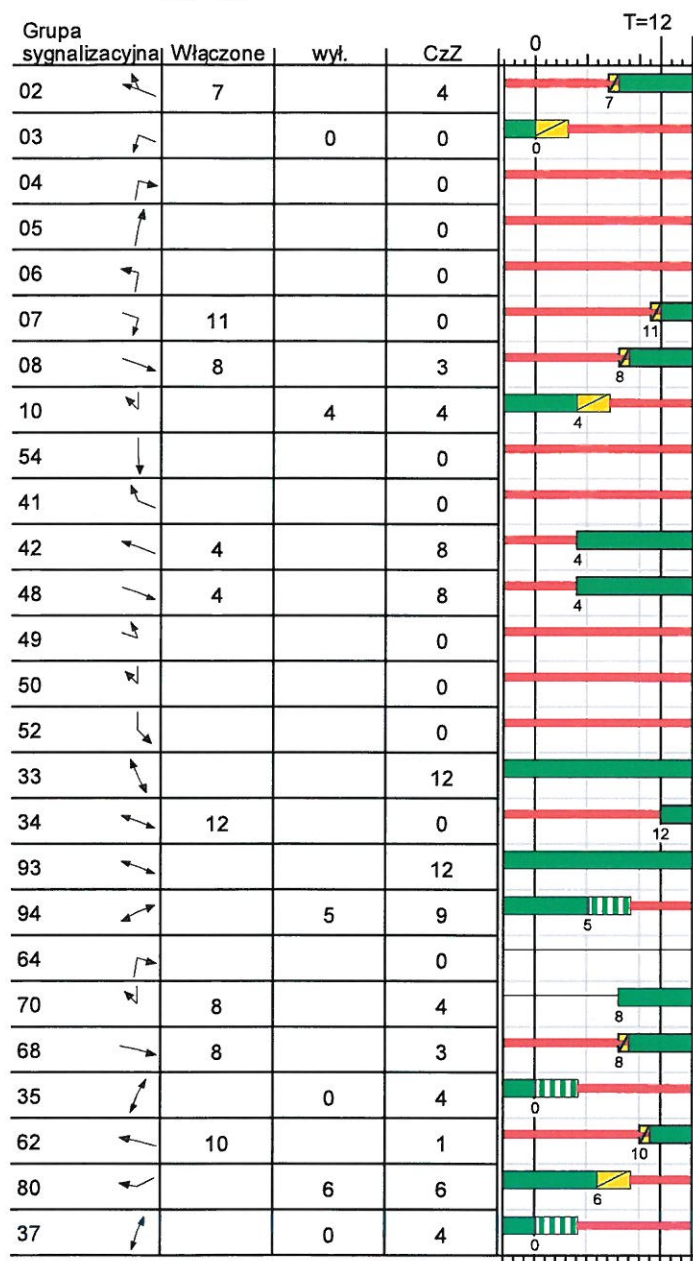 Grupa
sygnalizacyjna Włączone wył. CzZ 0 T=12
02 7 4 7
03 0 0 0
04 0
05 0
06 0
07 11 0 11
08 8 3 8
10 4 4 4
54 0
41 0
42 4 8 4
48 4 8 4
49 0
50 0
52 0
33 12
34 12 0 12
93 12
94 5 9 5
64 0
70 8 4 8
68 8 3 8
35 0 4 0
62 10 1 10
80 6 6 6
37 0 4 0